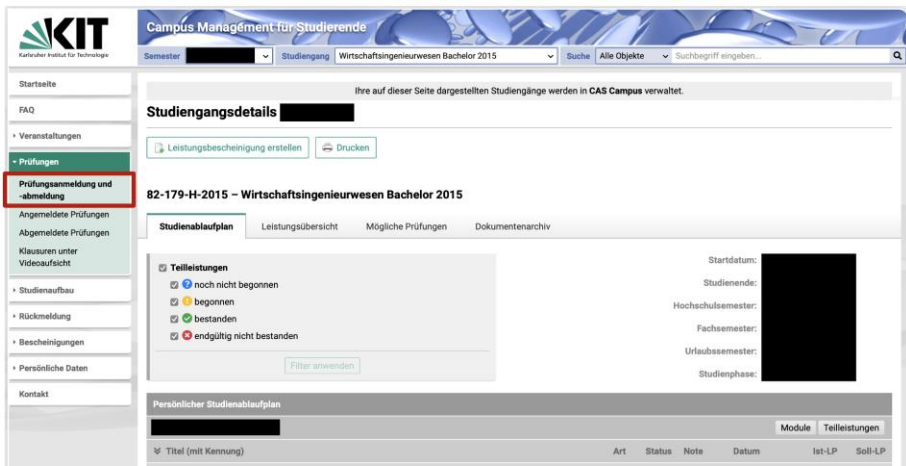 KIT
Karlsruher Institut für Technologie
Campus Management für Studierende
Semester Studiengang Wirtschaftsingenieurwesen Bachelor 2015 Suche Alle Objekte Suchbegriff eingeben...
Startseite
FAQ
Veranstaltungen
Prüfungen
Prüfungsanmeldung und
-abmeldung
Angemeldete Prüfungen
Abgemeldete Prüfungen
Klausuren unter
Videoaufsicht
Studienaufbau
Rückmeldung
Bescheinigungen
Persönliche Daten
Kontakt
Ihre auf dieser Seite dargestellten Studiengänge werden in CAS Campus verwaltet.
Studiengangsdetails
Leistungsbescheinigung erstellen Drucken
82-179-H-2015 – Wirtschaftsingenieurwesen Bachelor 2015
Studienablaufplan Leistungsübersicht Mögliche Prüfungen Dokumentenarchiv
Teilleistungen
noch nicht begonnen
begonnen
bestanden
endgültig nicht bestanden
Filter anwenden
Startdatum:
Studienende:
Hochschulsemester:
Fachsemester:
Urlaubssemester:
Studienphase:
Persönlicher Studienablaufplan
Module Teilleistungen
Titel (mit Kennung) Art Status Note Datum Ist-LP Soll-LP